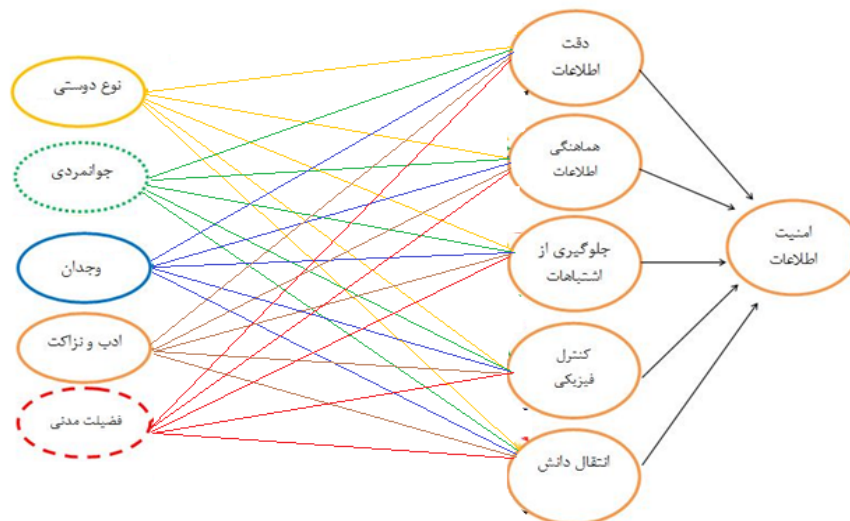 نوع دوستی
جوانمردی
وجدان
ادب و نزاکت
فضیلت مدنی
دقت
اطلاعات
هماهنگی
اطلاعات
جلوگیری از
اشتباهات
کنترل
فیزیکی
انتقال دانش
امنیت
اطلاعات